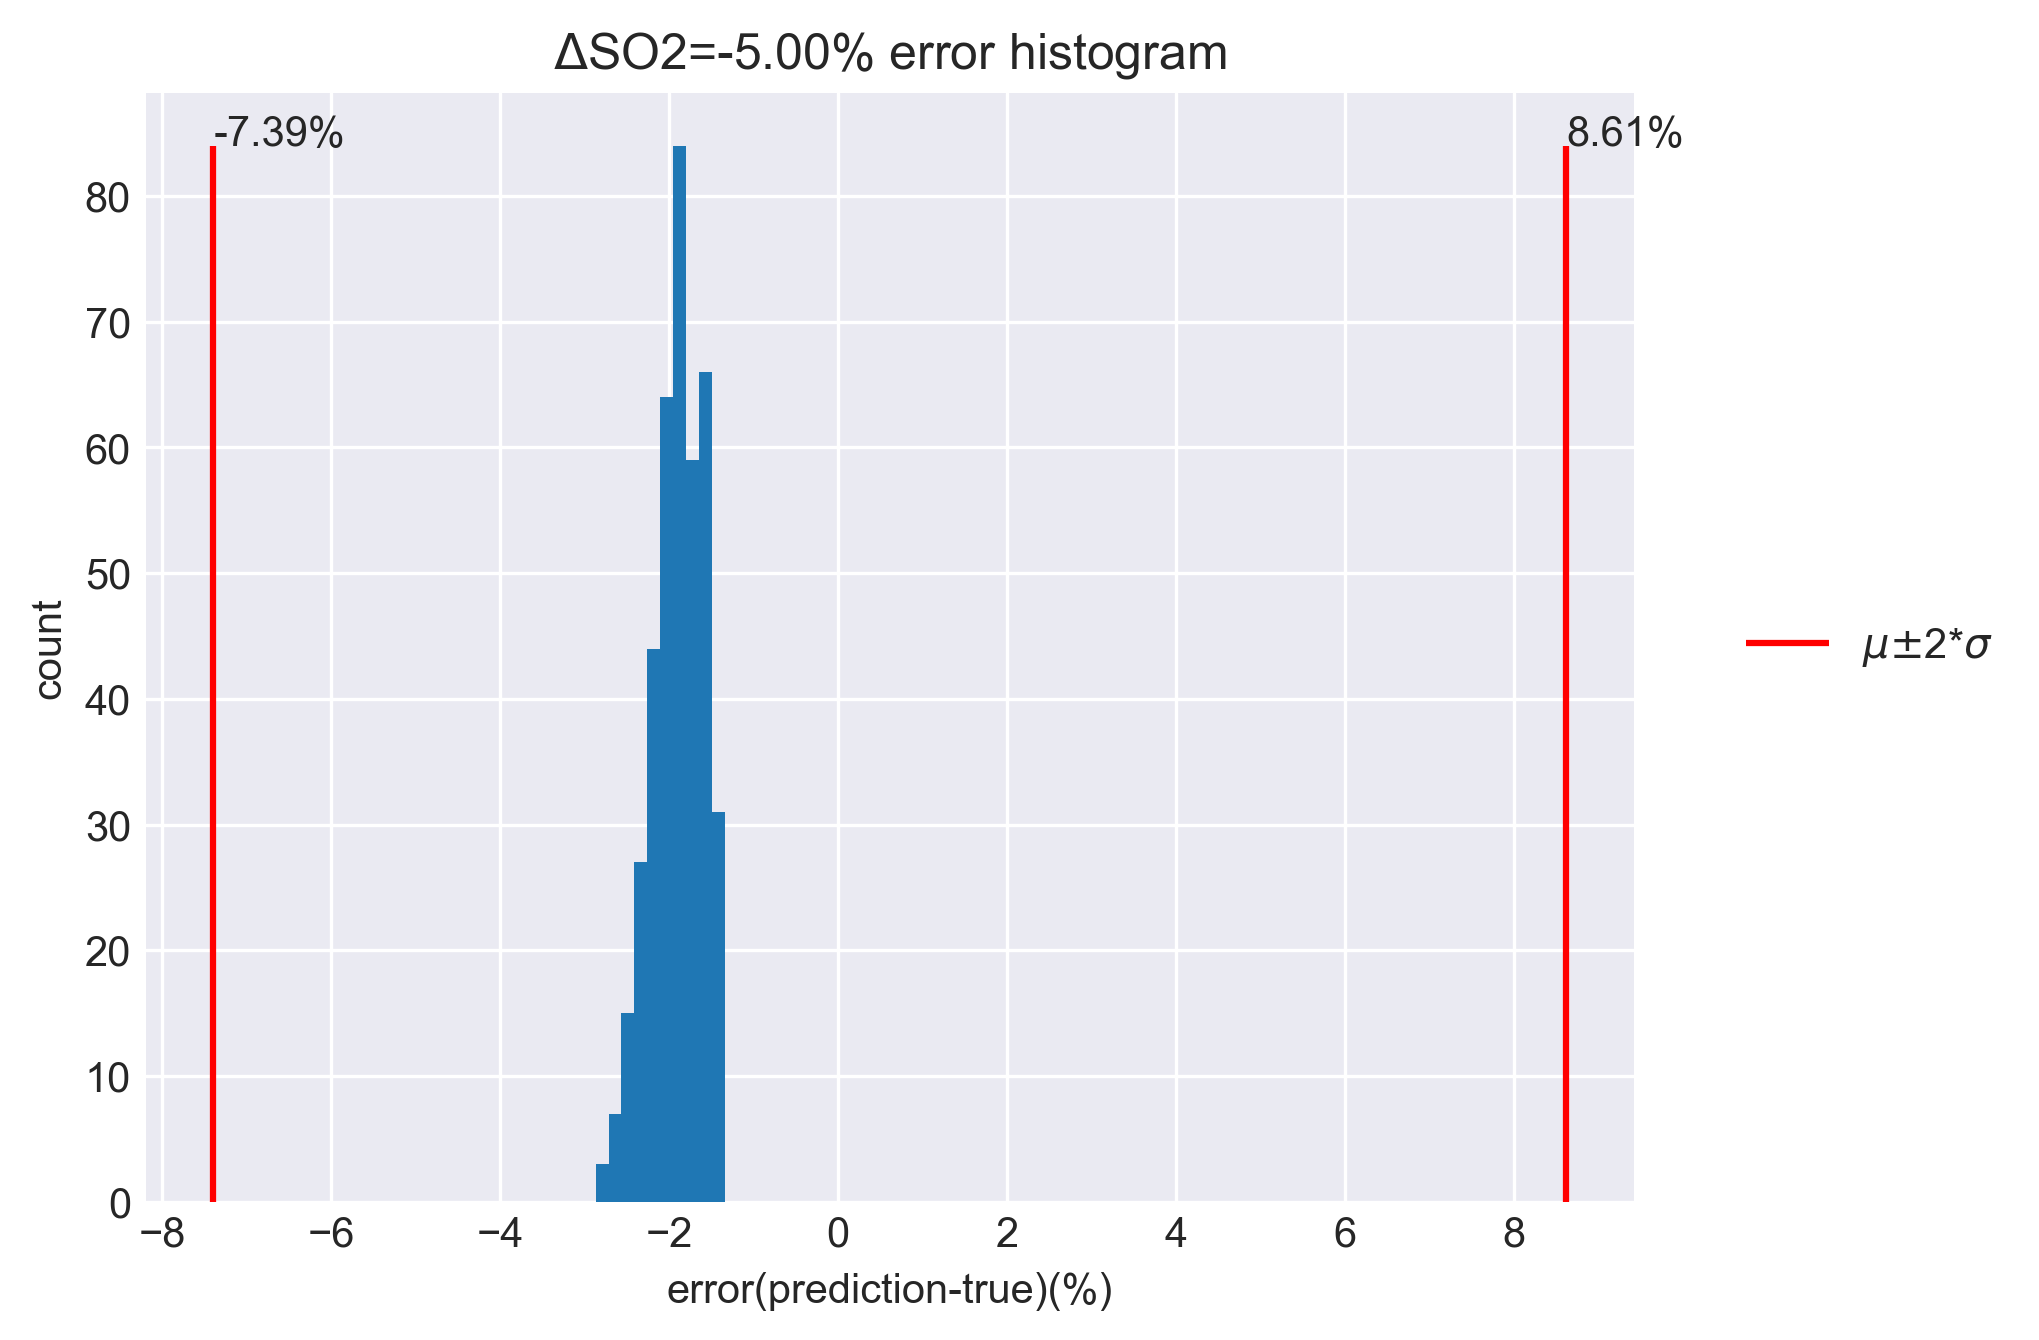 ΔSO2=-5.00% error histogram
-7.39%
8.61%
80
70
60
50
40
30
20
10
0
count
−8 −6 −4 −2 0 2 4 6 8
error(prediction-true)(%)
μ±2*σ